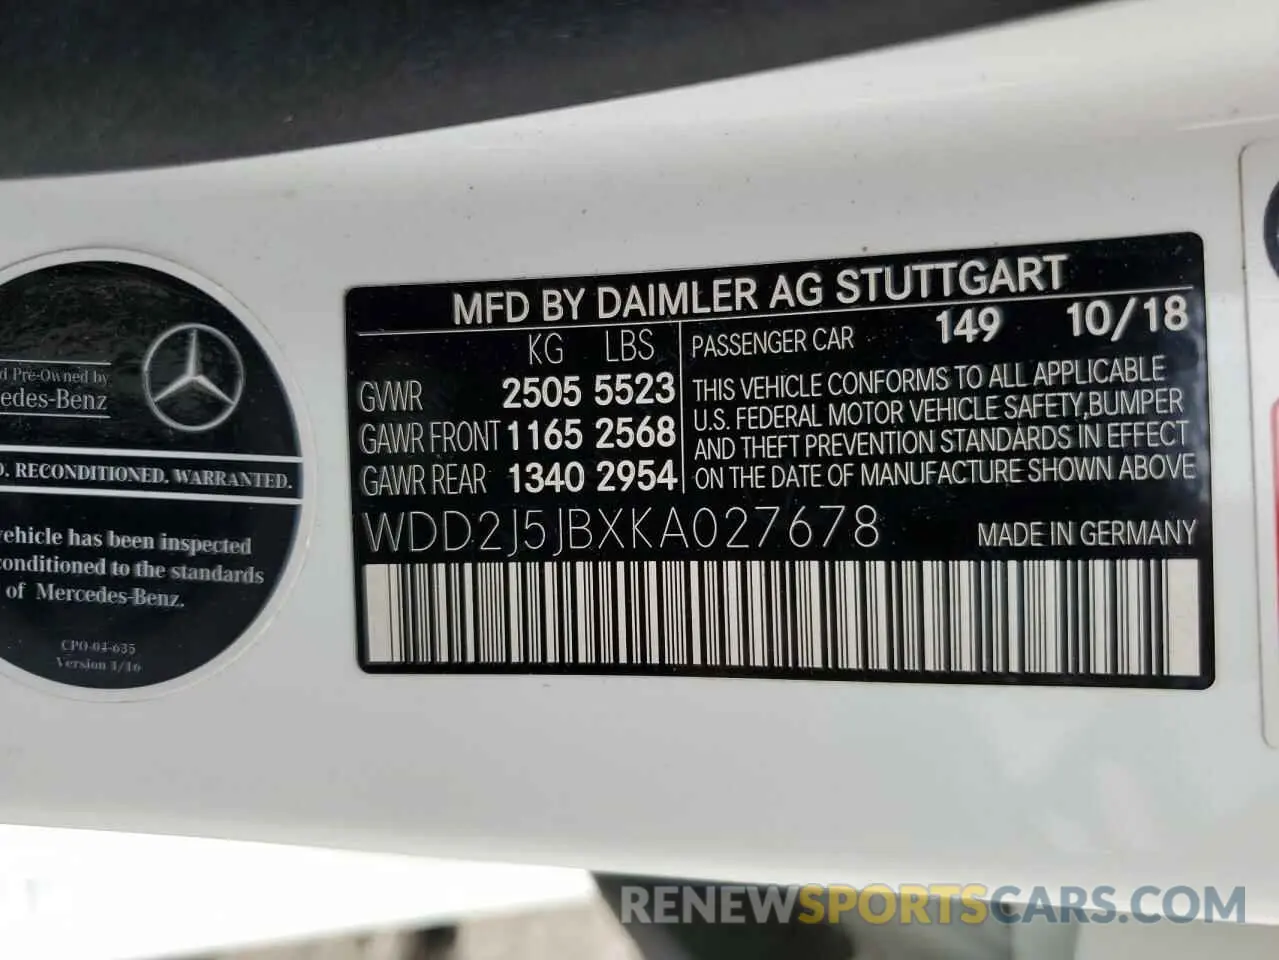 d Pre-Owned by
edes-Benz
D. RECONDITIONED. WARRANTED.
vehicle has been inspected
conditioned to the standards
of Mercedes-Benz.
CPO-04-635
Version 1/16
MFD BY DAIMLER AG STUTTGART
KG LBS
GVWR 2505 5523
GAWR FRONT 1165 2568
GAWR REAR 1340 2954
PASSENGER CAR 149 10/18
THIS VEHICLE CONFORMS TO ALL APPLICABLE
U.S. FEDERAL MOTOR VEHICLE SAFETY,BUMPER
AND THEFT PREVENTION STANDARDS IN EFFECT
ON THE DATE OF MANUFACTURE SHOWN ABOVE
WDD2J5JBXKA027678
MADE IN GERMANY
RENEWSPORTSCARS.COM